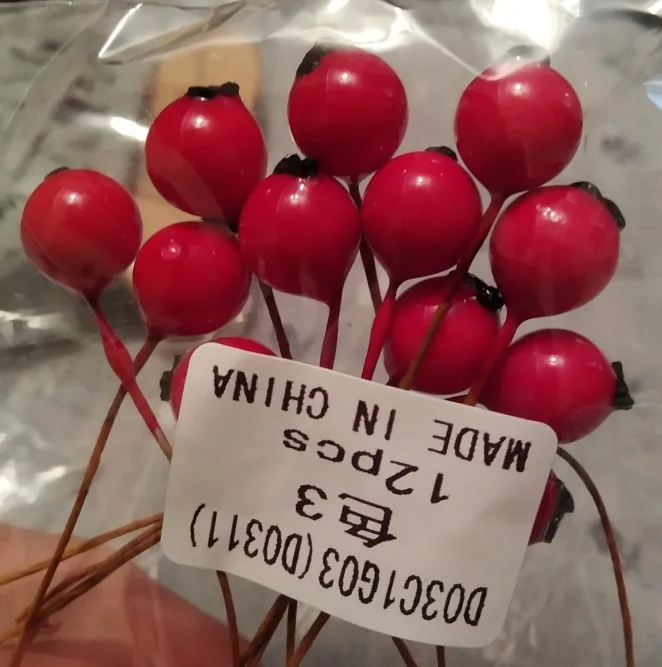 D03C1G03(D0311)
色3
12pcs
MADE IN CHINA